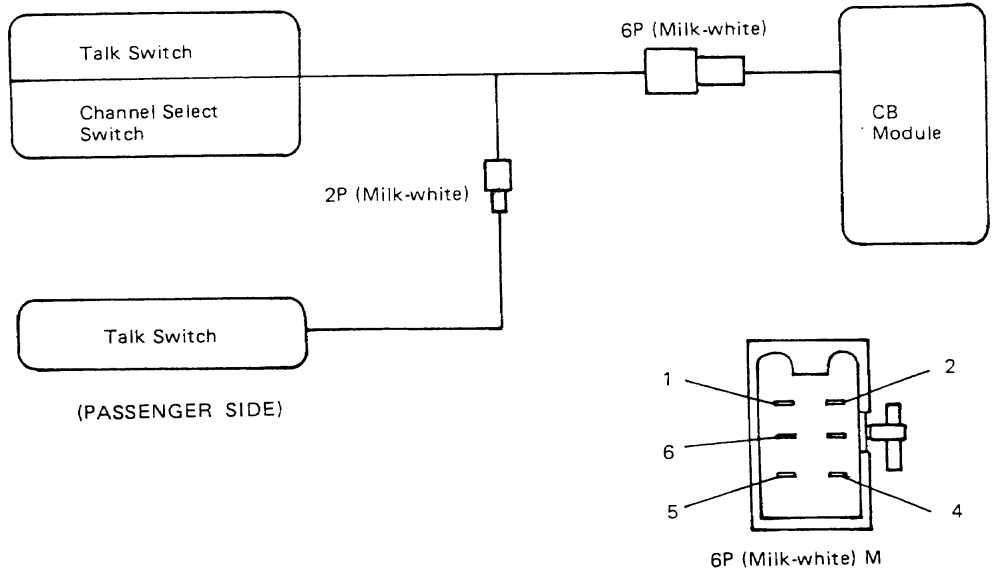 Talk Switch
Channel Select
Switch
6P (Milk-white)
CB
Module
2P (Milk-white)
Talk Switch
(PASSENGER SIDE)
1
2
6
5
4
6P (Milk-white) M